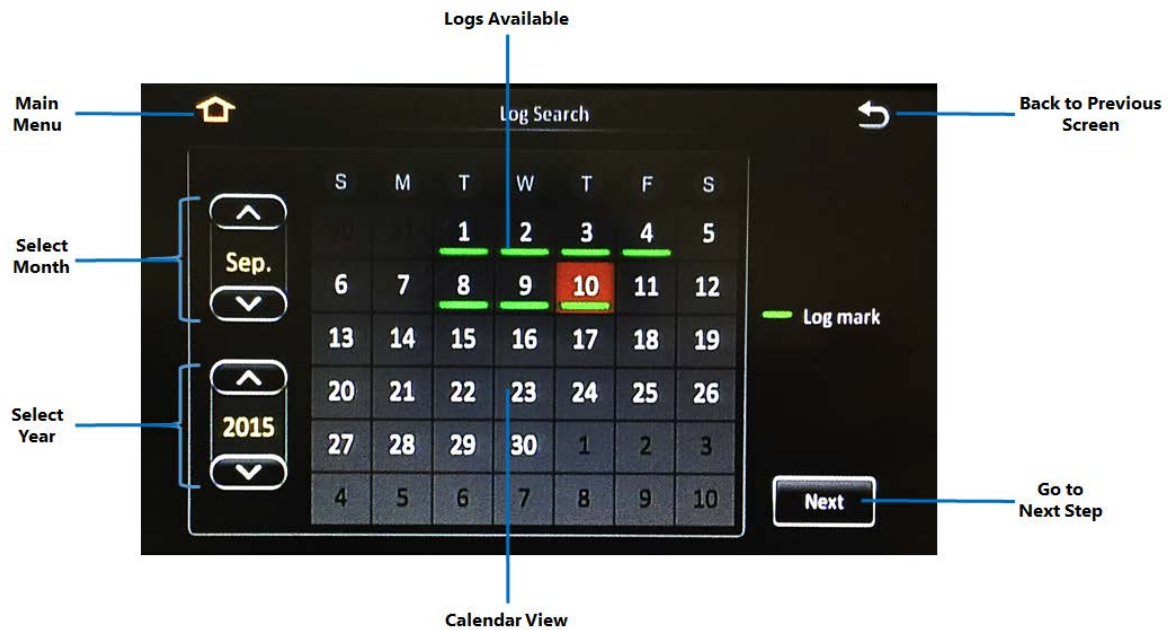 Logs Available
Main
Menu
Log Search
Back to Previous
Screen
S M T W T F S
Select
Month
Sep.
30 31 1 2 3 4 5
6 7 8 9 10 11 12
Log mark
13 14 15 16 17 18 19
Select
Year
2015
20 21 22 23 24 25 26
27 28 29 30 1 2 3
4 5 6 7 8 9 10
Next
Go to
Next Step
Calendar View